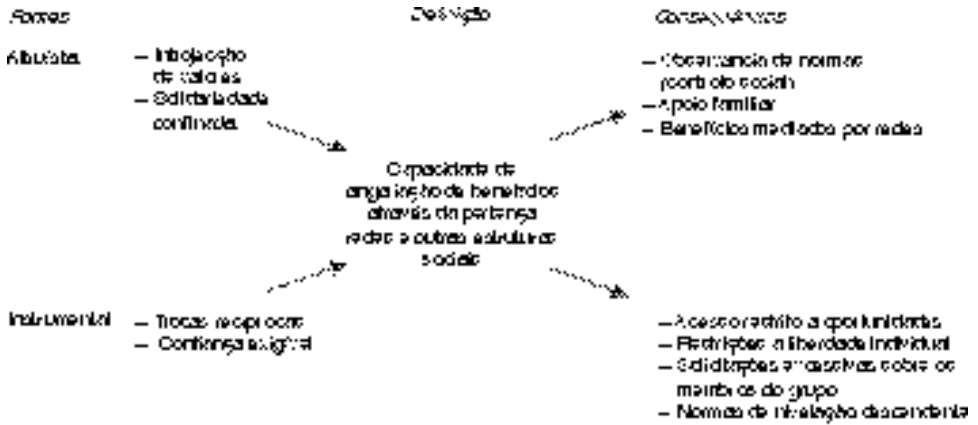 Fontes
Definição
Consequências
Altruísta
– Introjecção
de valores
– Solidariedade
confinada
– Observância de normas
(controlo social)
– Apoio familiar
– Benefícios mediados por redes
Capacidade de
angariação de benefícios
através da pertença
redes e outras estruturas
sociais
Instrumental
– Trocas recíprocas
– Confiança exigível
– Acesso restrito a oportunidades
– Restrições à liberdade individual
– Solicitações excessivas sobre os
membros do grupo
– Normas de nivelação descendente